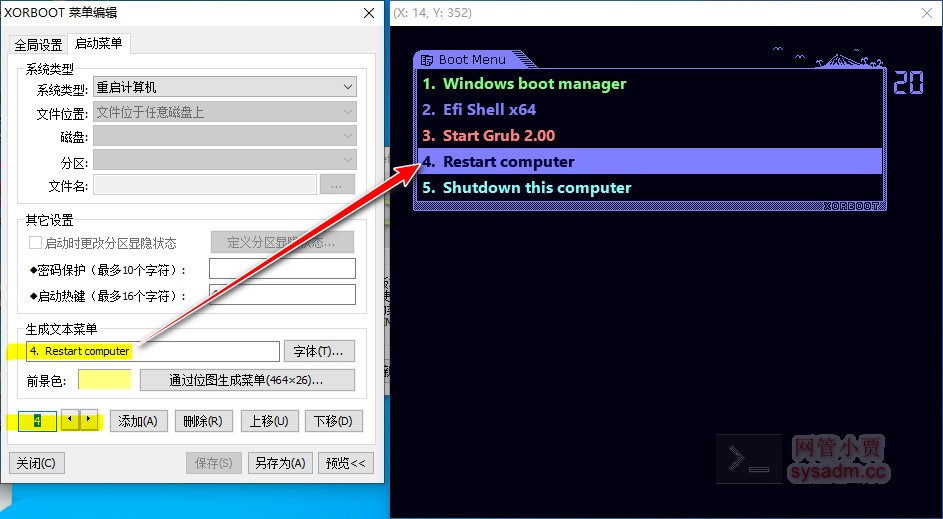 XORBOOT 菜单编辑
全局设置 启动菜单
系统类型
系统类型: 重启计算机
文件位置: 文件位于任意磁盘上
磁盘:
分区:
文件名: ...
其它设置
启动时更改分区显隐状态 定义分区显隐状态...
◆密码保护（最多10个字符）:
◆启动热键（最多16个字符）:
生成文本菜单
4. Restart computer 字体(T)...
前景色: 通过位图生成菜单(464×26)...
4 添加(A) 删除(R) 上移(U) 下移(D)
关闭(C) 保存(S) 另存为(A) 预览<<
(X: 14, Y: 352)
Boot Menu
20
1. Windows boot manager
2. Efi Shell x64
3. Start Grub 2.00
4. Restart computer
5. Shutdown this computer
XORBOOT
>_
网管小贾
sysadm.cc